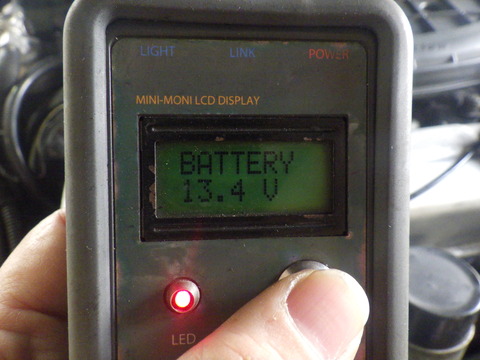 LIGHT LINK POWER
MINI-MONI LCD DISPLAY
BATTERY
13.4 V
LED